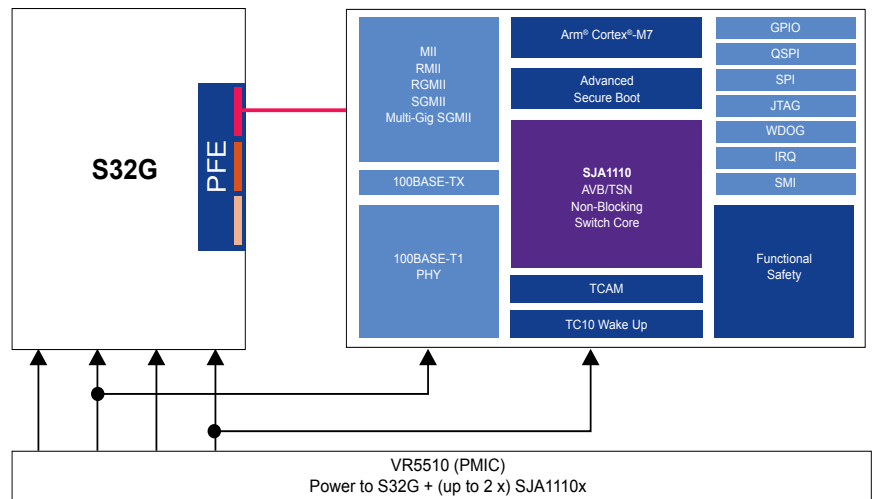 S32G
PFE
MII
RMII
RGMII
SGMII
Multi-Gig SGMII
100BASE-TX
100BASE-T1
PHY
Arm® Cortex®-M7
Advanced
Secure Boot
SJA1110
AVB/TSN
Non-Blocking
Switch Core
TCAM
TC10 Wake Up
GPIO
QSPI
SPI
JTAG
WDOG
IRQ
SMI
Functional
Safety
VR5510 (PMIC)
Power to S32G + (up to 2 x) SJA1110x